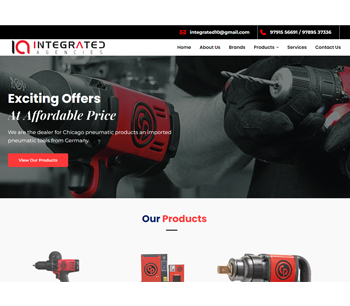 integrated10@gmail.com 97915 56691 / 97895 37336
INTEGRATED
AGENCIES
Home About Us Brands Products Services Contact Us
Exciting Offers
At Affordable Price
We are the dealer for Chicago pneumatic products an imported
pneumatic tools from Germany.
View Our Products
Our Products